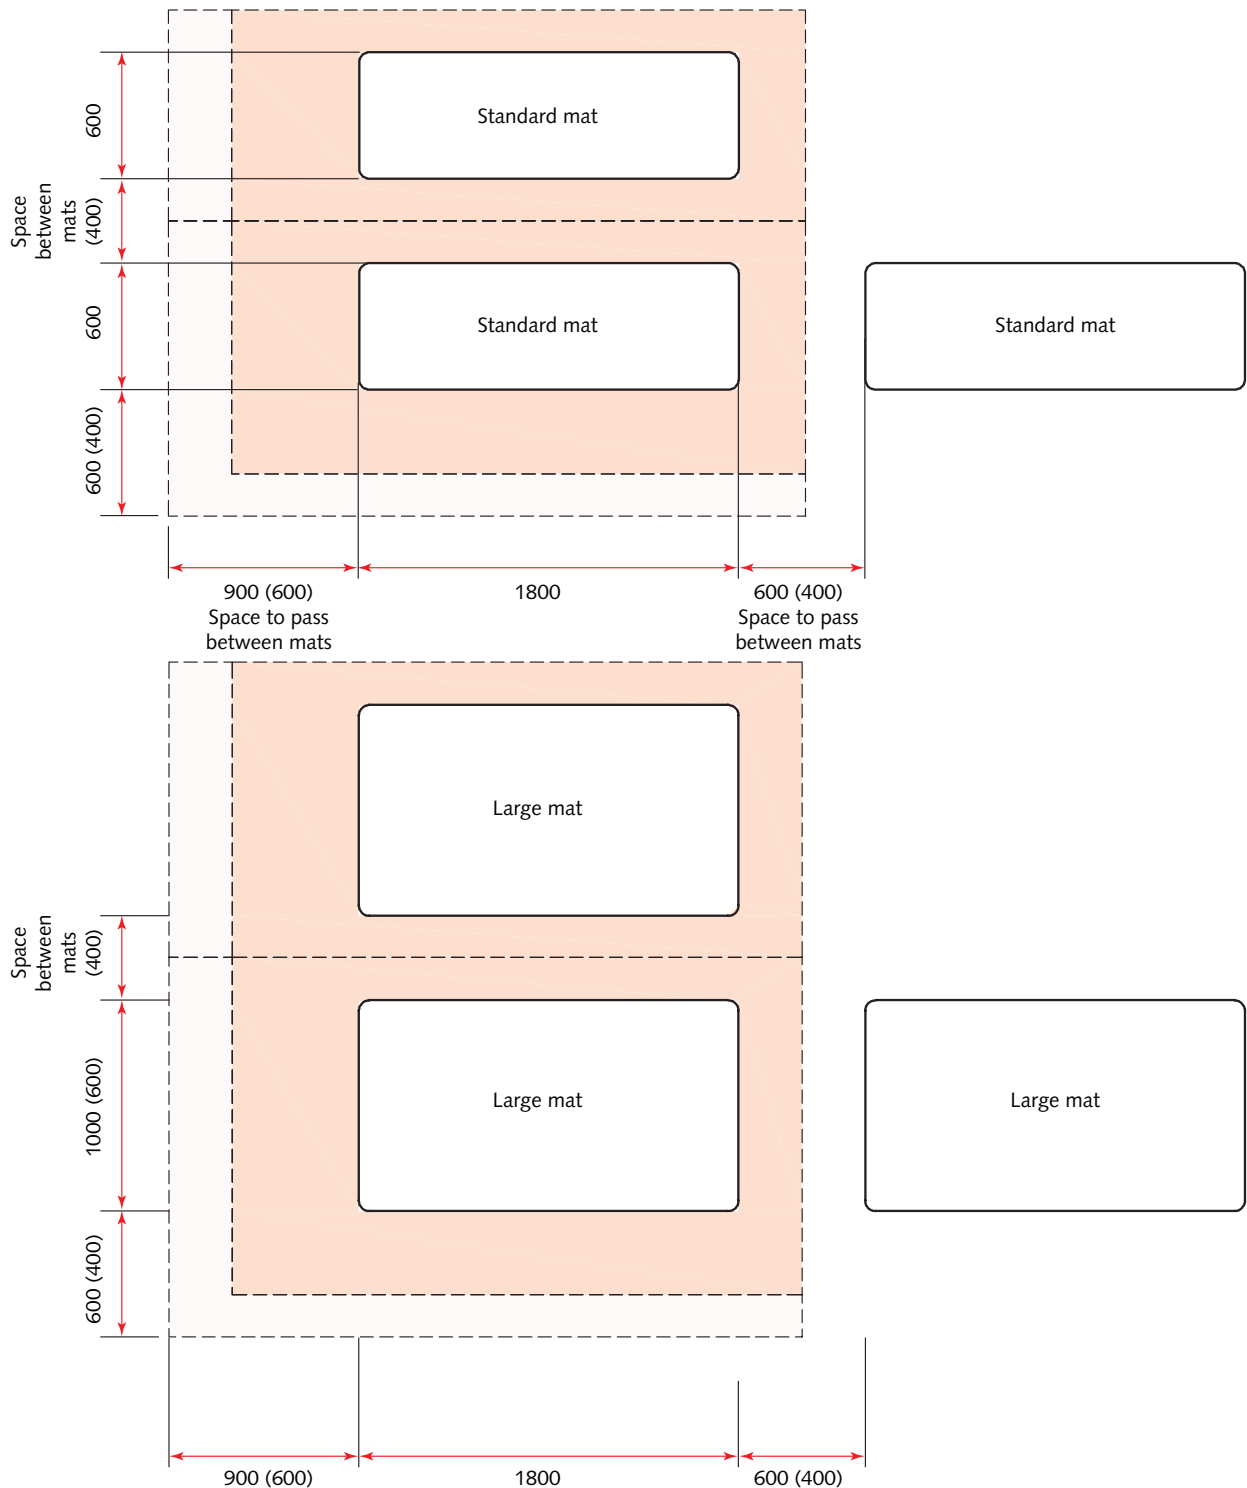 Standard mat
600
Space
between
mats
(400)
Standard mat
Standard mat
600
600 (400)
900 (600)
Space to pass
between mats
1800
600 (400)
Space to pass
between mats
Large mat
Space
between
mats
(400)
Large mat
Large mat
1000 (600)
600 (400)
900 (600)
1800
600 (400)